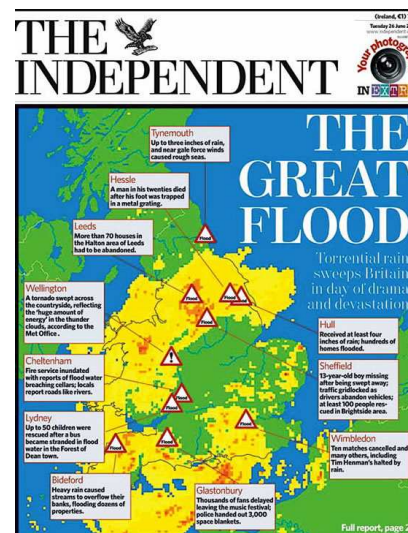 (Ireland, €1)
Tuesday 26 June
www.independent
THE
INDEPENDENT
Your photogr
IN EXTR
THE
GREAT
FLOOD
Torrential rain
sweeps Britain
in day of drama
and devastation
Tynemouth
Up to three inches of rain,
and near gale force winds
caused rough seas.
Hessle
A man in his twenties died
after his foot was trapped
in a metal grating.
Leeds
More than 70 houses in
the Halton area of Leeds
had to be abandoned.
Wellington
A tornado swept across
the countryside, reflecting
the 'huge amount of
energy' in the thunder
clouds, according to the
Met Office.
Cheltenham
Fire service inundated
with reports of flood water
breaching cellars; locals
report roads like rivers.
Lydney
Up to 50 children were
rescued after a bus
became stranded in flood
water in the Forest of
Dean town.
Bideford
Heavy rain caused
streams to overflow their
banks, flooding dozens of
properties.
Glastonbury
Thousands of fans delayed
leaving the music festival;
police handed out 3,000
space blankets.
Hull
Received at least four
inches of rain; hundreds of
homes flooded.
Sheffield
13-year-old boy missing
after being swept away;
traffic gridlocked as
drivers abandon vehicles;
at least 100 people res-
cued in Brightside area.
Wimbledon
Ten matches cancelled and
many others, including
Tim Henman's halted by
rain.
Flood
Flood
Flood
Flood
!
Flood
Flood
Flood
Flood
Flood
Full report, page 2